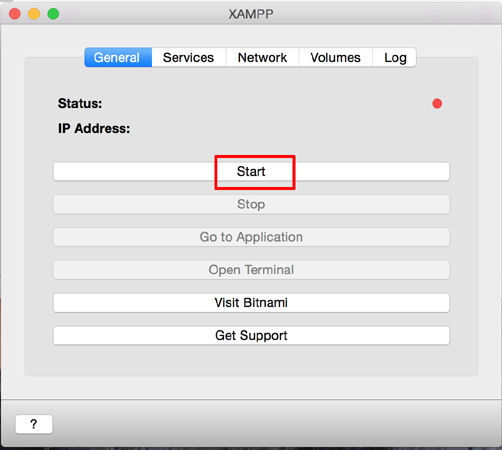 XAMPP
General Services Network Volumes Log
Status:
IP Address:
Start
Stop
Go to Application
Open Terminal
Visit Bitnami
Get Support
?